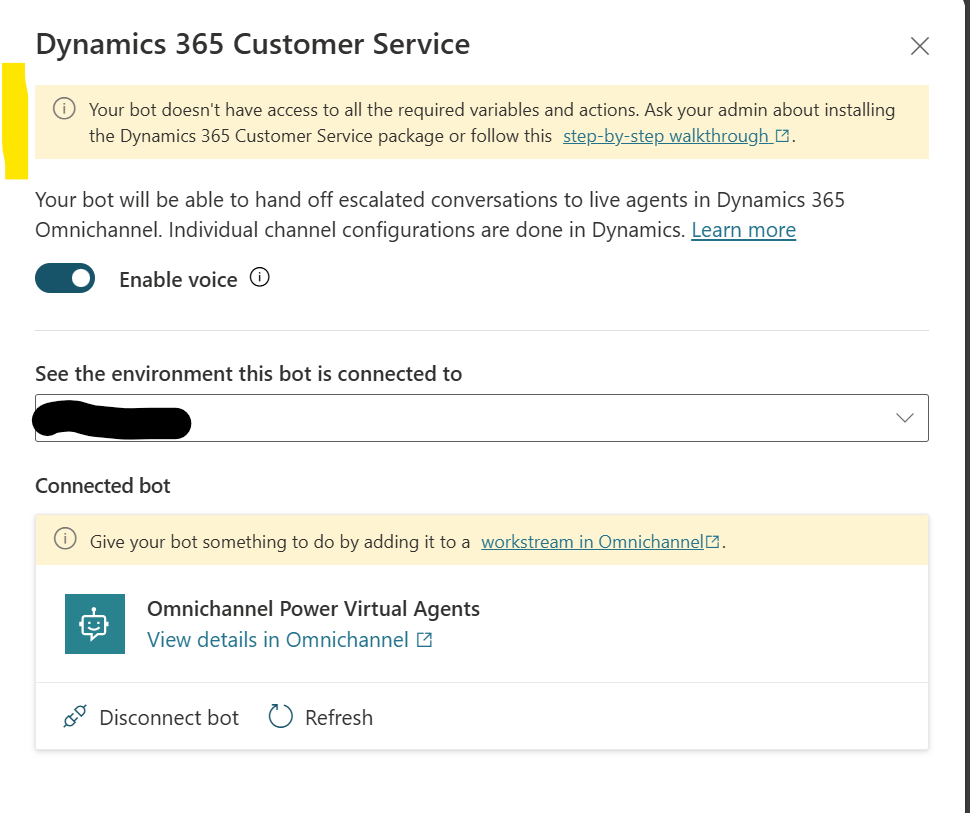 Dynamics 365 Customer Service
Your bot doesn't have access to all the required variables and actions. Ask your admin about installing
the Dynamics 365 Customer Service package or follow this step-by-step walkthrough.
Your bot will be able to hand off escalated conversations to live agents in Dynamics 365
Omnichannel. Individual channel configurations are done in Dynamics. Learn more
Enable voice
See the environment this bot is connected to
Connected bot
Give your bot something to do by adding it to a workstream in Omnichannel.
Omnichannel Power Virtual Agents
View details in Omnichannel
Disconnect bot Refresh